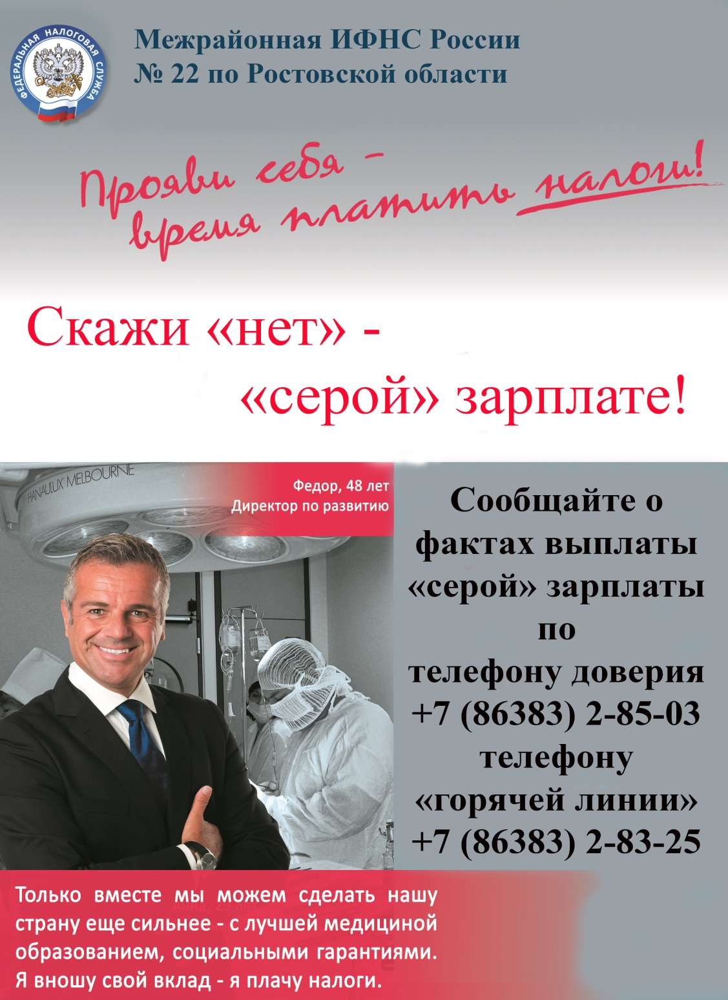 ФЕДЕРАЛЬНАЯ НАЛОГОВАЯ СЛУЖБА
Межрайонная ИФНС России
№ 22 по Ростовской области
Прояви себя -
время платить налоги!
Скажи «нет» -
«серой» зарплате!
HANAULUX MELBOURNE
Федор, 48 лет
Директор по развитию
Сообщайте о
фактах выплаты
«серой» зарплаты
по
телефону доверия
+7 (86383) 2-85-03
телефону
«горячей линии»
+7 (86383) 2-83-25
Только вместе мы можем сделать нашу
Анна, 29 лет
страну еще сильнее - с лучшей медициной
образованием, социальными гарантиями.
Я вношу свой вклад - я плачу налоги.